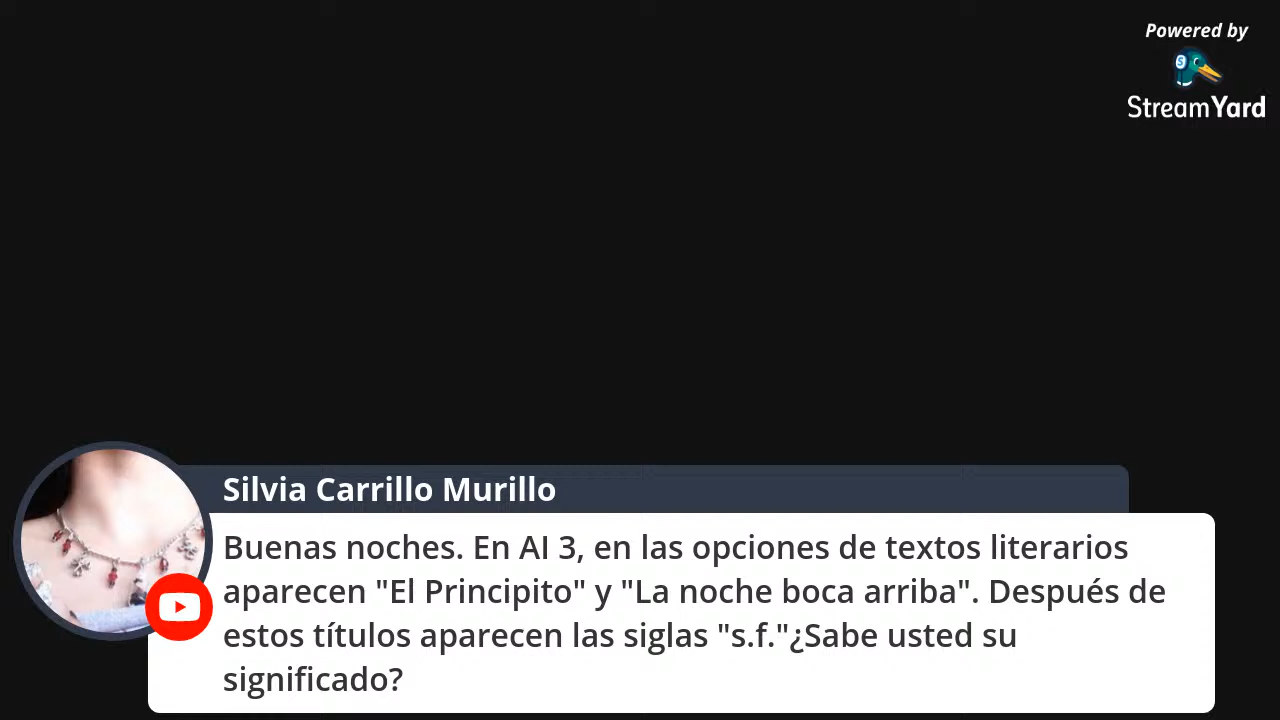 Powered by
StreamYard
Silvia Carrillo Murillo
Buenas noches. En AI 3, en las opciones de textos literarios
aparecen "El Principito" y "La noche boca arriba". Después de
estos títulos aparecen las siglas "s.f."¿Sabe usted su
significado?